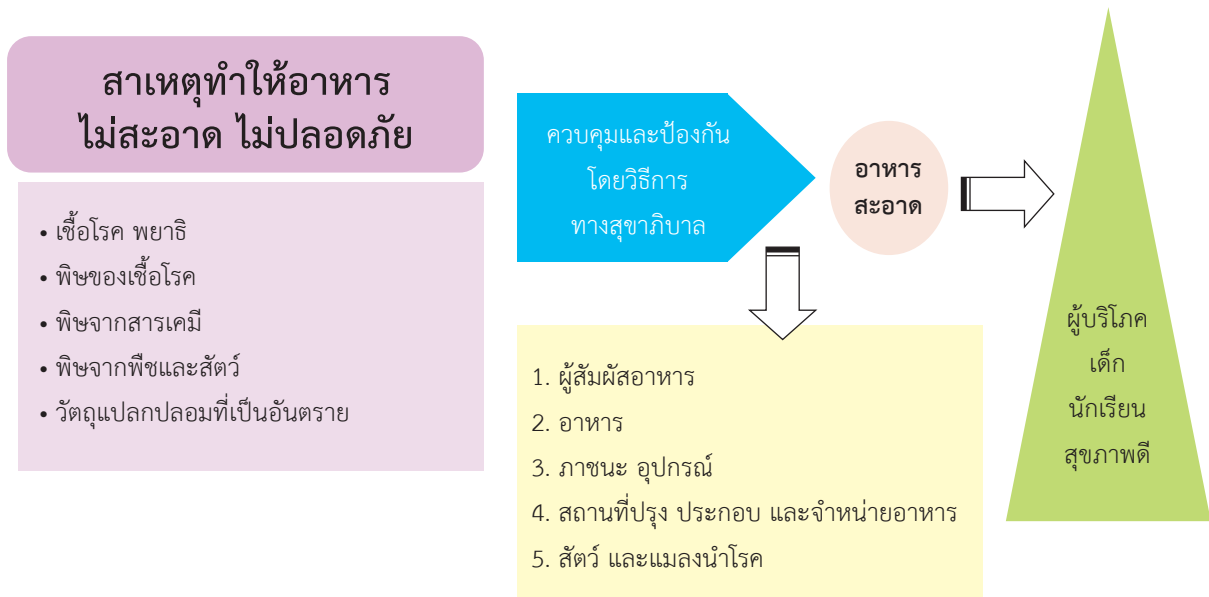 สาเหตุทำให้อาหาร
ไม่สะอาด ไม่ปลอดภัย
• เชื้อโรค พยาธิ
• พิษของเชื้อโรค
• พิษจากสารเคมี
• พิษจากพืชและสัตว์
• วัตถุแปลกปลอมที่เป็นอันตราย
ควบคุมและป้องกัน
โดยวิธีการ
ทางสุขาภิบาล
อาหาร
สะอาด
1. ผู้สัมผัสอาหาร
2. อาหาร
3. ภาชนะ อุปกรณ์
4. สถานที่ปรุง ประกอบ และจำหน่ายอาหาร
5. สัตว์ และแมลงนำโรค
ผู้บริโภค
เด็ก
นักเรียน
สุขภาพดี